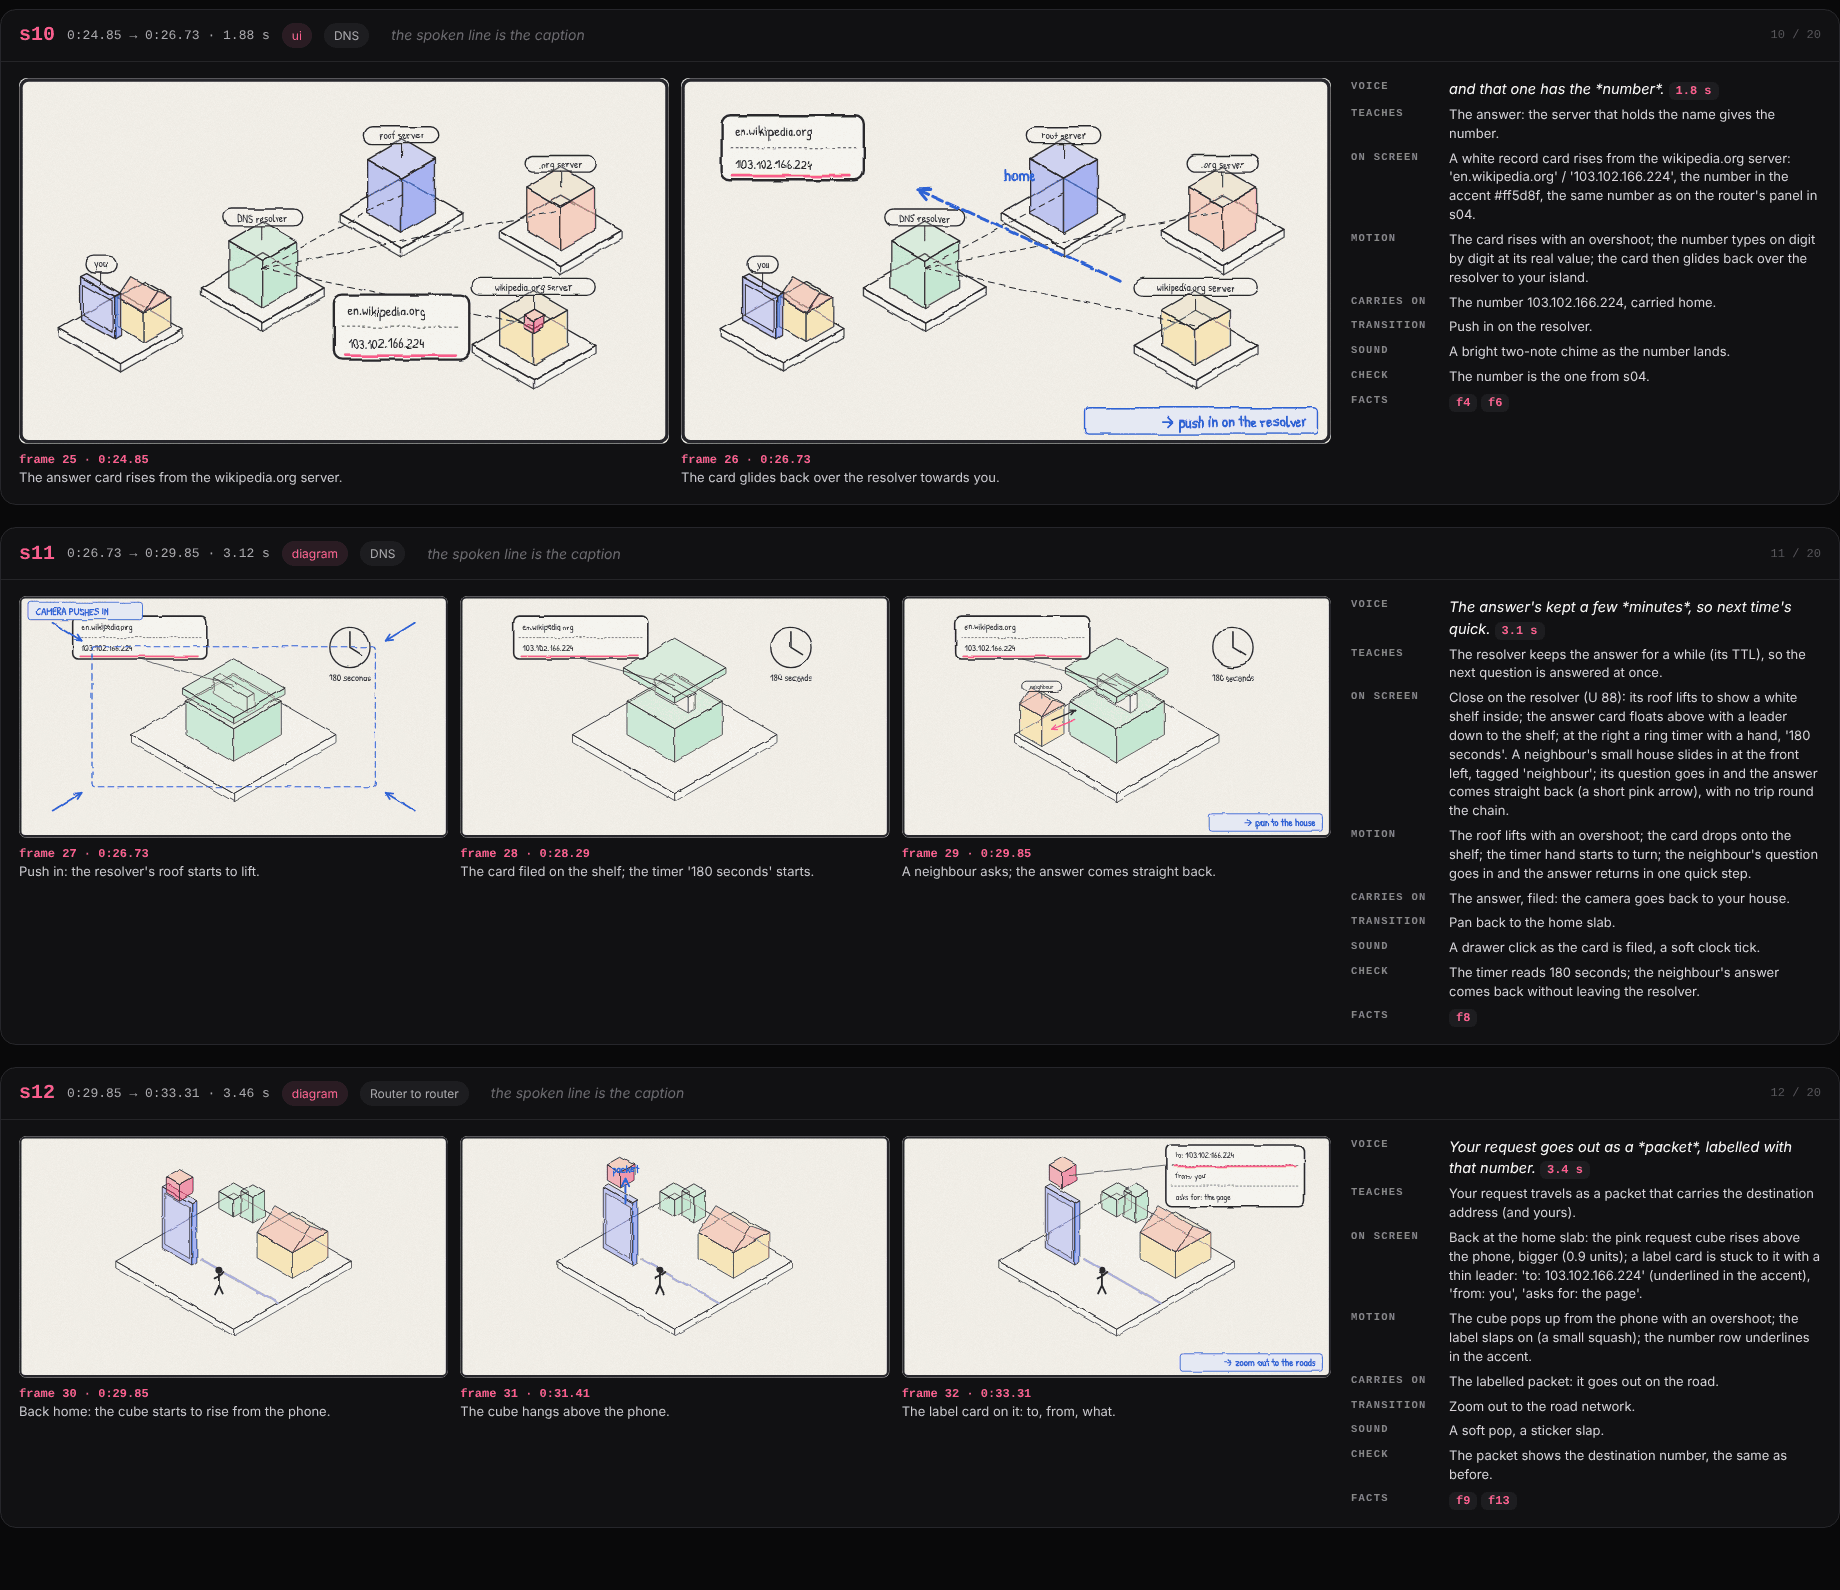 s10 0:24.85 → 0:26.73 · 1.88 s ui DNS the spoken line is the caption 10 / 20
root server
.org server
DNS resolver
you
wikipedia.org server
en.wikipedia.org
103.102.166.224
en.wikipedia.org
103.102.166.224
root server
home
.org server
DNS resolver
you
wikipedia.org server
→ push in on the resolver
frame 25 · 0:24.85
The answer card rises from the wikipedia.org server.
frame 26 · 0:26.73
The card glides back over the resolver towards you.
VOICE and that one has the *number*. 1.8 s
TEACHES The answer: the server that holds the name gives the
number.
ON SCREEN A white record card rises from the wikipedia.org server:
'en.wikipedia.org' / '103.102.166.224', the number in the
accent #ff5d8f, the same number as on the router's panel in
s04.
MOTION The card rises with an overshoot; the number types on digit
by digit at its real value; the card then glides back over the
resolver to your island.
CARRIES ON The number 103.102.166.224, carried home.
TRANSITION Push in on the resolver.
SOUND A bright two-note chime as the number lands.
CHECK The number is the one from s04.
FACTS f4 f6
s11 0:26.73 → 0:29.85 · 3.12 s diagram DNS the spoken line is the caption 11 / 20
CAMERA PUSHES IN
en.wikipedia.org
103.102.166.224
180 seconds
en.wikipedia.org
103.102.166.224
180 seconds
en.wikipedia.org
103.102.166.224
180 seconds
neighbour
→ pan to the house
frame 27 · 0:26.73
Push in: the resolver's roof starts to lift.
frame 28 · 0:28.29
The card filed on the shelf; the timer '180 seconds' starts.
frame 29 · 0:29.85
A neighbour asks; the answer comes straight back.
VOICE The answer's kept a few *minutes*, so next time's
quick. 3.1 s
TEACHES The resolver keeps the answer for a while (its TTL), so the
next question is answered at once.
ON SCREEN Close on the resolver (U 88): its roof lifts to show a white
shelf inside; the answer card floats above with a leader
down to the shelf; at the right a ring timer with a hand, '180
seconds'. A neighbour's small house slides in at the front
left, tagged 'neighbour'; its question goes in and the answer
comes straight back (a short pink arrow), with no trip round
the chain.
MOTION The roof lifts with an overshoot; the card drops onto the
shelf; the timer hand starts to turn; the neighbour's question
goes in and the answer returns in one quick step.
CARRIES ON The answer, filed: the camera goes back to your house.
TRANSITION Pan back to the home slab.
SOUND A drawer click as the card is filed, a soft clock tick.
CHECK The timer reads 180 seconds; the neighbour's answer
comes back without leaving the resolver.
FACTS f8
s12 0:29.85 → 0:33.31 · 3.46 s diagram Router to router the spoken line is the caption 12 / 20
packet
to: 103.102.166.224
from: you
asks for: the page
→ zoom out to the roads
frame 30 · 0:29.85
Back home: the cube starts to rise from the phone.
frame 31 · 0:31.41
The cube hangs above the phone.
frame 32 · 0:33.31
The label card on it: to, from, what.
VOICE Your request goes out as a *packet*, labelled with
that number. 3.4 s
TEACHES Your request travels as a packet that carries the destination
address (and yours).
ON SCREEN Back at the home slab: the pink request cube rises above
the phone, bigger (0.9 units); a label card is stuck to it with a
thin leader: 'to: 103.102.166.224' (underlined in the accent),
'from: you', 'asks for: the page'.
MOTION The cube pops up from the phone with an overshoot; the
label slaps on (a small squash); the number row underlines
in the accent.
CARRIES ON The labelled packet: it goes out on the road.
TRANSITION Zoom out to the road network.
SOUND A soft pop, a sticker slap.
CHECK The packet shows the destination number, the same as
before.
FACTS f9 f13